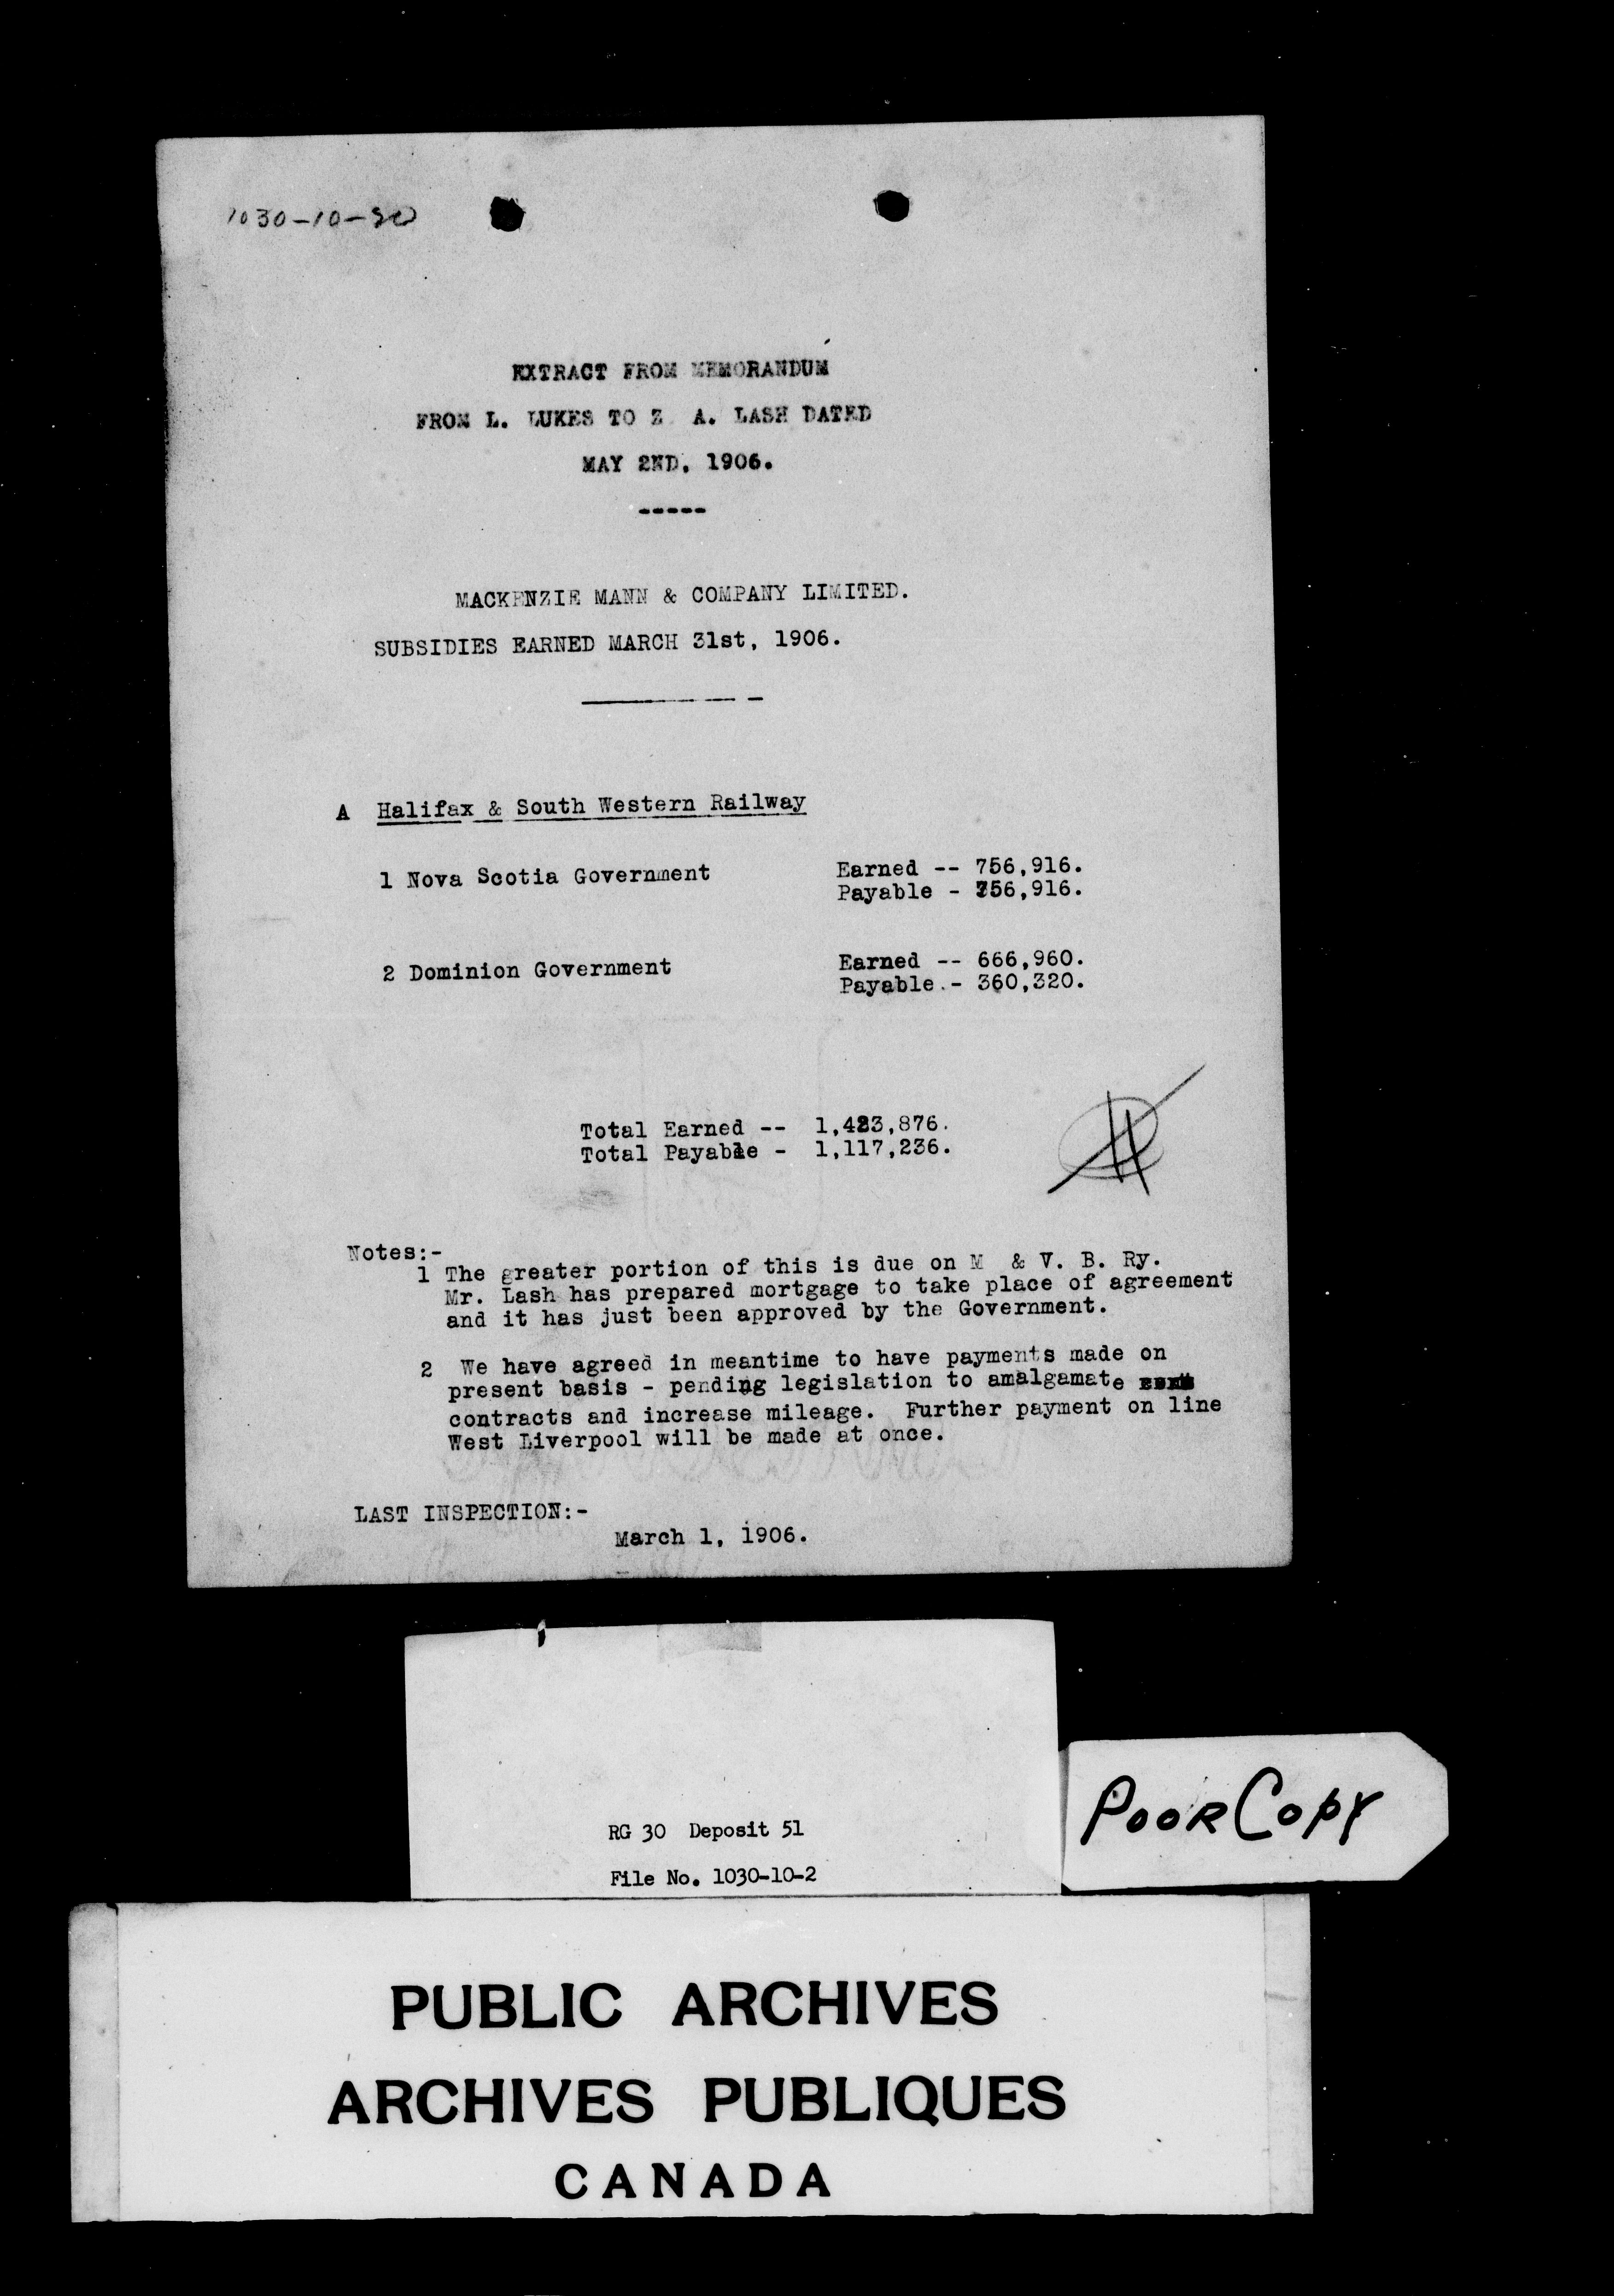 1030-10-
EXTRACT FROM MEMORANDUM
FROM L. LUKES TO Z. A. LASH DATED
MAY 2ND, 1906.
-----
MACKENZIE MANN & COMPANY LIMITED.
SUBSIDIES EARNED MARCH 31st, 1906.
A Halifax & South Western Railway
1 Nova Scotia Government Earned -- 756,916.
Payable - 756,916.
2 Dominion Government Earned -- 666,960.
Payable.- 360,320.
Total Earned -- 1,423,876.
Total Payable - 1,117,236.
Notes:-
1 The greater portion of this is due on M & V. B. Ry.
Mr. Lash has prepared mortgage to take place of agreement
and it has just been approved by the Government.
2 We have agreed in meantime to have payments made on
present basis - pending legislation to amalgamate
contracts and increase mileage. Further payment on line
West Liverpool will be made at once.
LAST INSPECTION:-
March 1, 1906.
RG 30 Deposit 51
File No. 1030-10-2
POOR COPY
PUBLIC ARCHIVES
ARCHIVES PUBLIQUES
CANADA